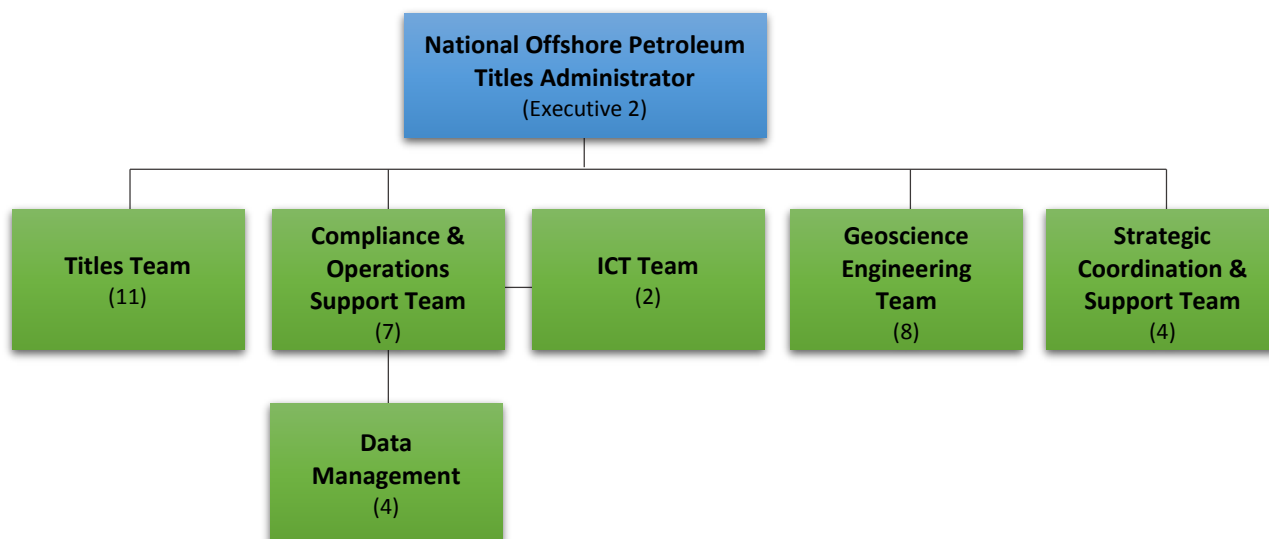 National Offshore Petroleum
Titles Administrator
(Executive 2)
Titles Team
(11)
Compliance &
Operations
Support Team
(7)
ICT Team
(2)
Geoscience
Engineering
Team
(8)
Strategic
Coordination &
Support Team
(4)
Data
Management
(4)